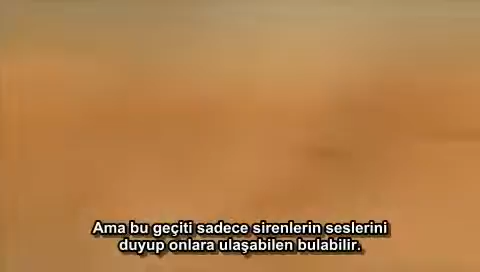 Ama bu geçiti sadece sirenlerin seslerini
duyup onlara ulaşabilen bulabilir.